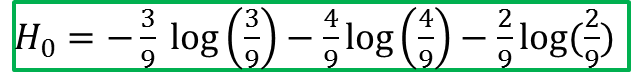 H₀ = − 3/9 log(3/9) − 4/9 log(4/9) − 2/9 log(2/9)